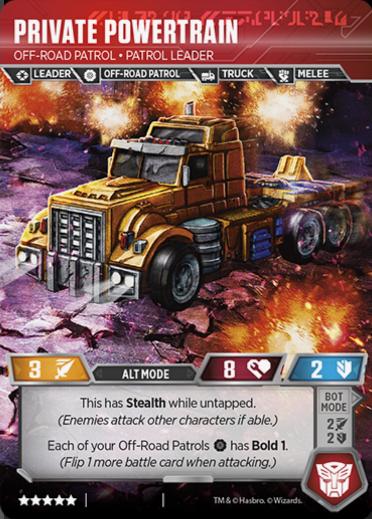 PRIVATE POWERTRAIN
OFF-ROAD PATROL • PATROL LEADER
LEADER OFF-ROAD PATROL TRUCK MELEE
3 ALT MODE 8 2
This has Stealth while untapped.
(Enemies attack other characters if able.)
Each of your Off-Road Patrols has Bold 1.
(Flip 1 more battle card when attacking.)
BOT
MODE
2
2
★★★★★
TM & © Hasbro. © Wizards.